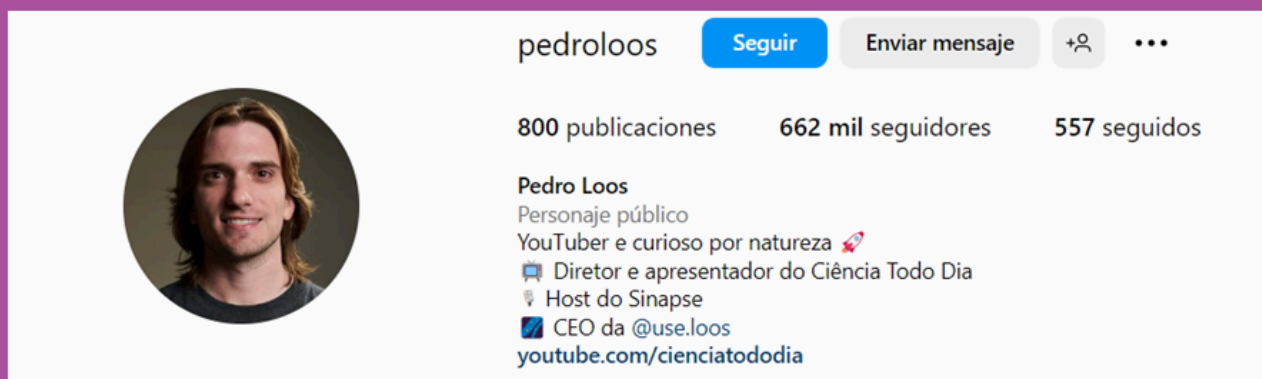 pedroloos Seguir Enviar mensaje
800 publicaciones 662 mil seguidores 557 seguidos
Pedro Loos
Personaje público
YouTuber e curioso por natureza 🚀
📺 Diretor e apresentador do Ciência Todo Dia
🎙 Host do Sinapse
🌌 CEO da @use.loos
youtube.com/cienciatododia